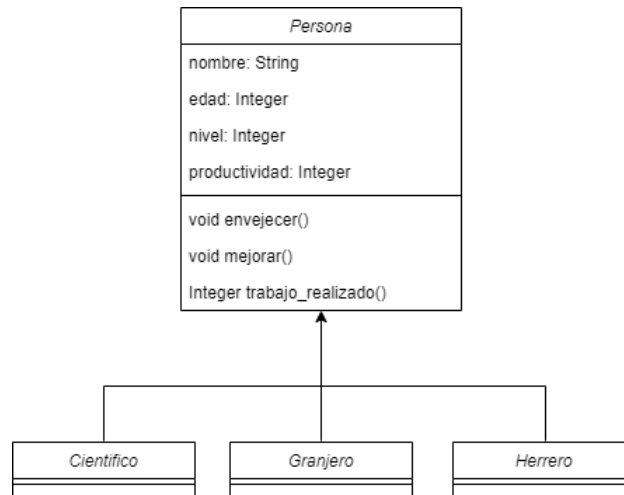 Persona
nombre: String
edad: Integer
nivel: Integer
productividad: Integer
void envejecer()
void mejorar()
Integer trabajo_realizado()
Cientifico
Granjero
Herrero